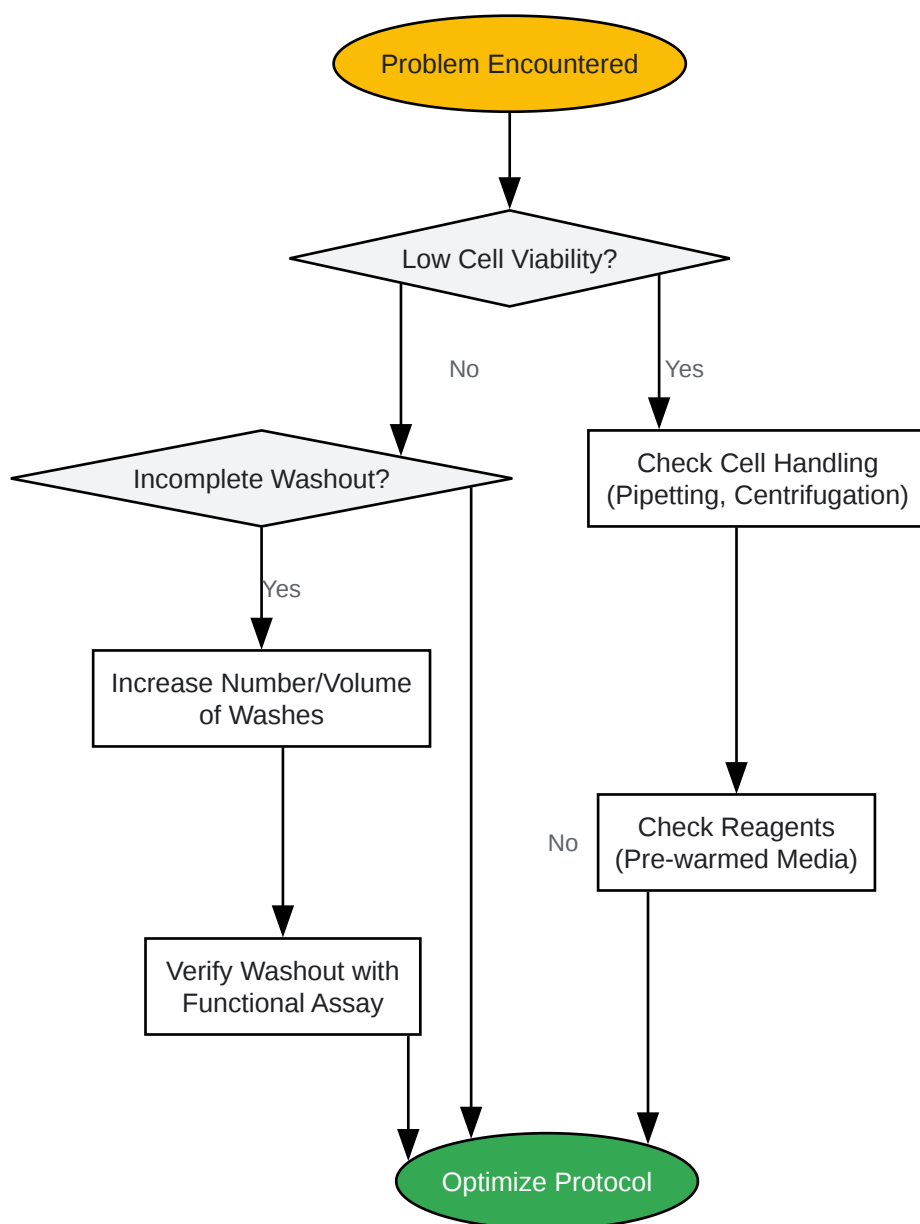 Problem Encountered
Low Cell Viability?
No
Yes
Incomplete Washout?
Check Cell Handling
(Pipetting, Centrifugation)
Yes
Increase Number/Volume
of Washes
Check Reagents
(Pre-warmed Media)
No
Verify Washout with
Functional Assay
Optimize Protocol